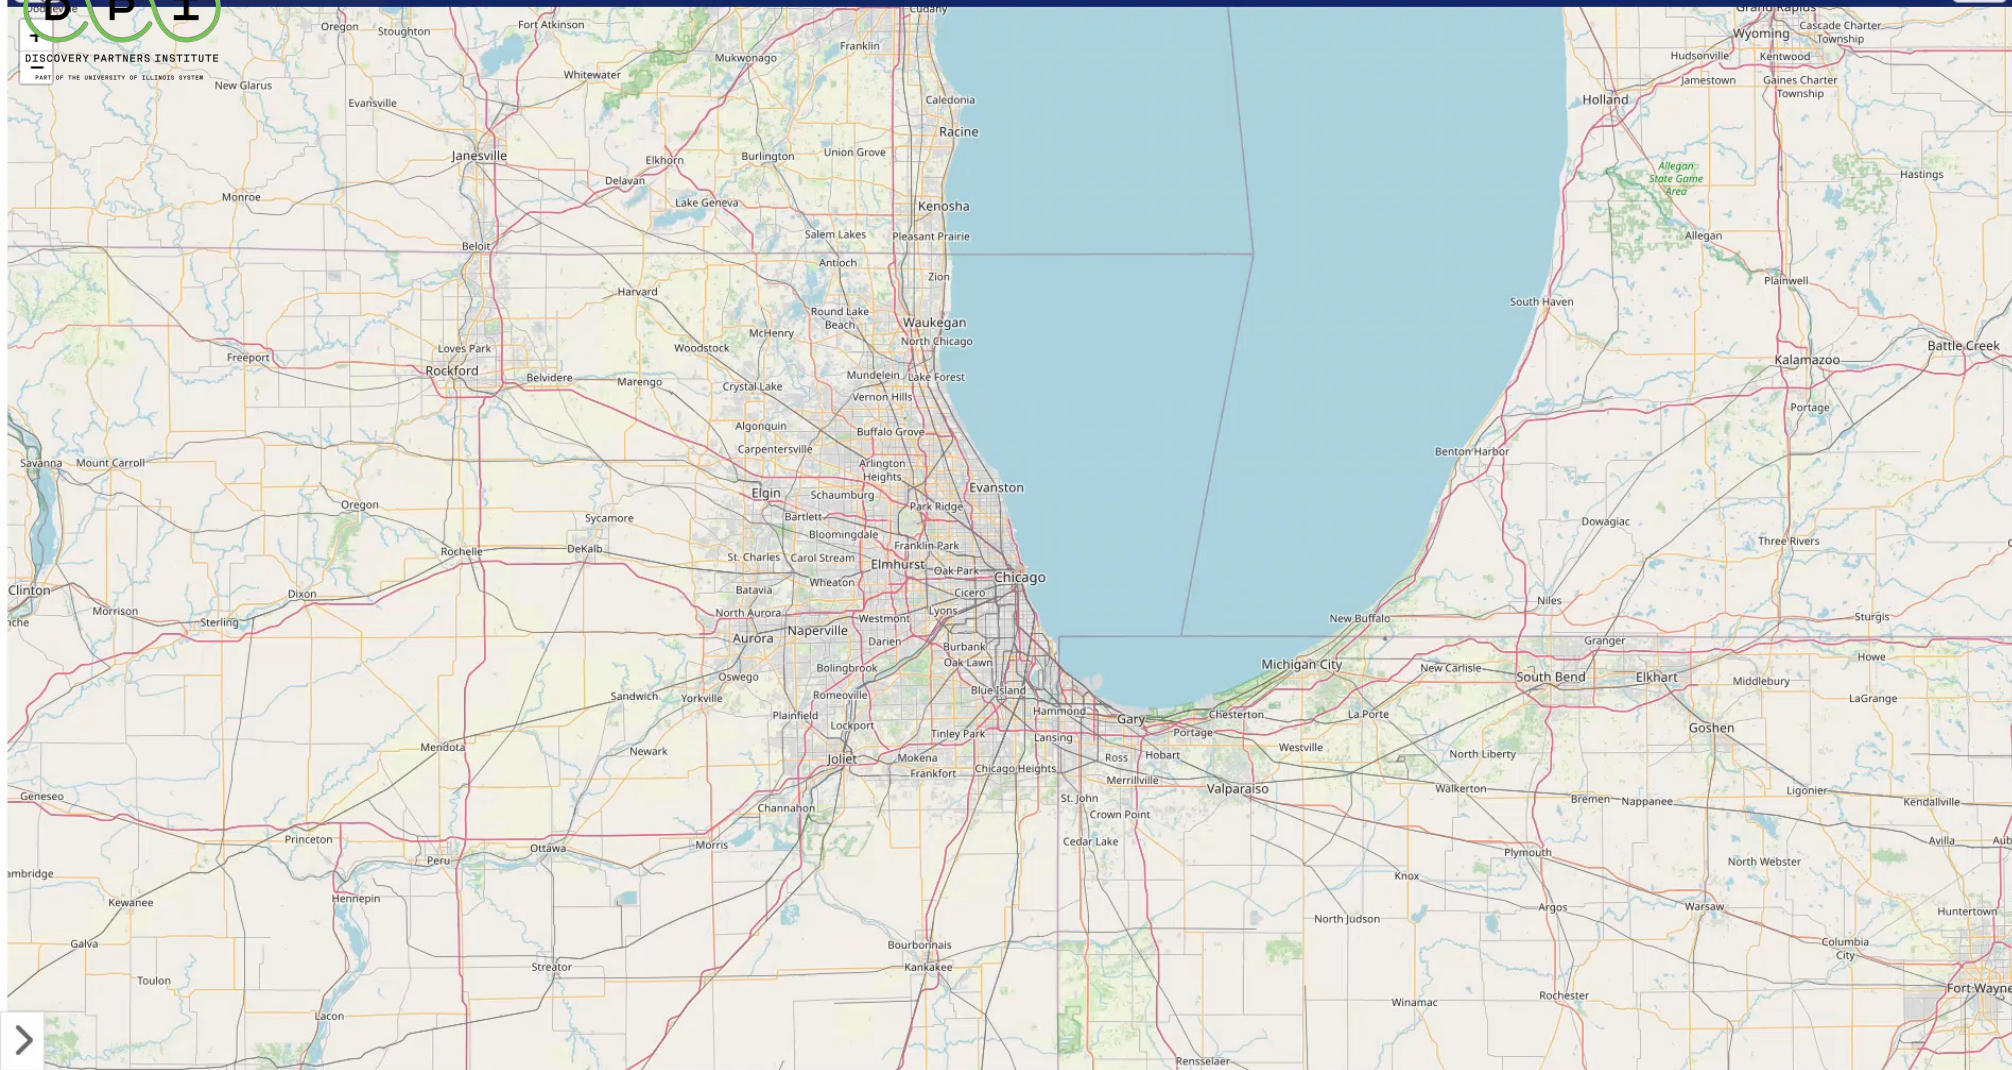 DPI
DISCOVERY PARTNERS INSTITUTE
PART OF THE UNIVERSITY OF ILLINOIS SYSTEM
+
−
Dodgeville
Oregon
Stoughton
Fort Atkinson
Cudahy
Franklin
Mukwonago
Whitewater
New Glarus
Evansville
Caledonia
Racine
Janesville
Elkhorn
Burlington
Union Grove
Delavan
Monroe
Lake Geneva
Kenosha
Salem Lakes
Pleasant Prairie
Beloit
Antioch
Zion
Harvard
Round Lake
Beach
Waukegan
McHenry
North Chicago
Woodstock
Loves Park
Freeport
Rockford
Belvidere
Marengo
Crystal Lake
Mundelein
Lake Forest
Vernon Hills
Algonquin
Buffalo Grove
Carpentersville
Arlington
Heights
Savanna
Mount Carroll
Elgin
Schaumburg
Evanston
Oregon
Park Ridge
Sycamore
Bartlett
Bloomingdale
Franklin Park
Rochelle
DeKalb
St. Charles
Carol Stream
Elmhurst
Oak Park
Chicago
Wheaton
Clinton
Dixon
Batavia
Cicero
Morrison
North Aurora
Lyons
Westmont
nche
Sterling
Aurora
Naperville
Darien
Burbank
Oak Lawn
Bolingbrook
Oswego
Blue Island
Sandwich
Yorkville
Romeoville
Plainfield
Lockport
Hammond
Gary
Tinley Park
Lansing
Mendota
Newark
Joliet
Mokena
Frankfort
Chicago Heights
Ross
Hobart
Merrillville
Portage
Chesterton
Valparaiso
Geneseo
Channahon
St. John
Crown Point
Princeton
Peru
Ottawa
Morris
Cedar Lake
ambridge
Kewanee
Hennepin
Galva
Bourbonnais
Kankakee
Toulon
Streator
Lacon
Rensselaer
Grand Rapids
Wyoming
Cascade Charter
Township
Hudsonville
Kentwood
Jamestown
Gaines Charter
Township
Holland
Allegan
State Game
Area
Hastings
Allegan
Plainwell
South Haven
Battle Creek
Kalamazoo
Portage
Benton Harbor
Dowagiac
Three Rivers
Niles
New Buffalo
Sturgis
Granger
Michigan City
New Carlisle
Howe
South Bend
Elkhart
Middlebury
LaGrange
La Porte
Goshen
Westville
North Liberty
Walkerton
Bremen
Nappanee
Ligonier
Kendallville
Avilla
Aub
Plymouth
North Webster
Knox
Argos
Warsaw
Huntertown
North Judson
Columbia
City
Fort Wayne
Winamac
Rochester